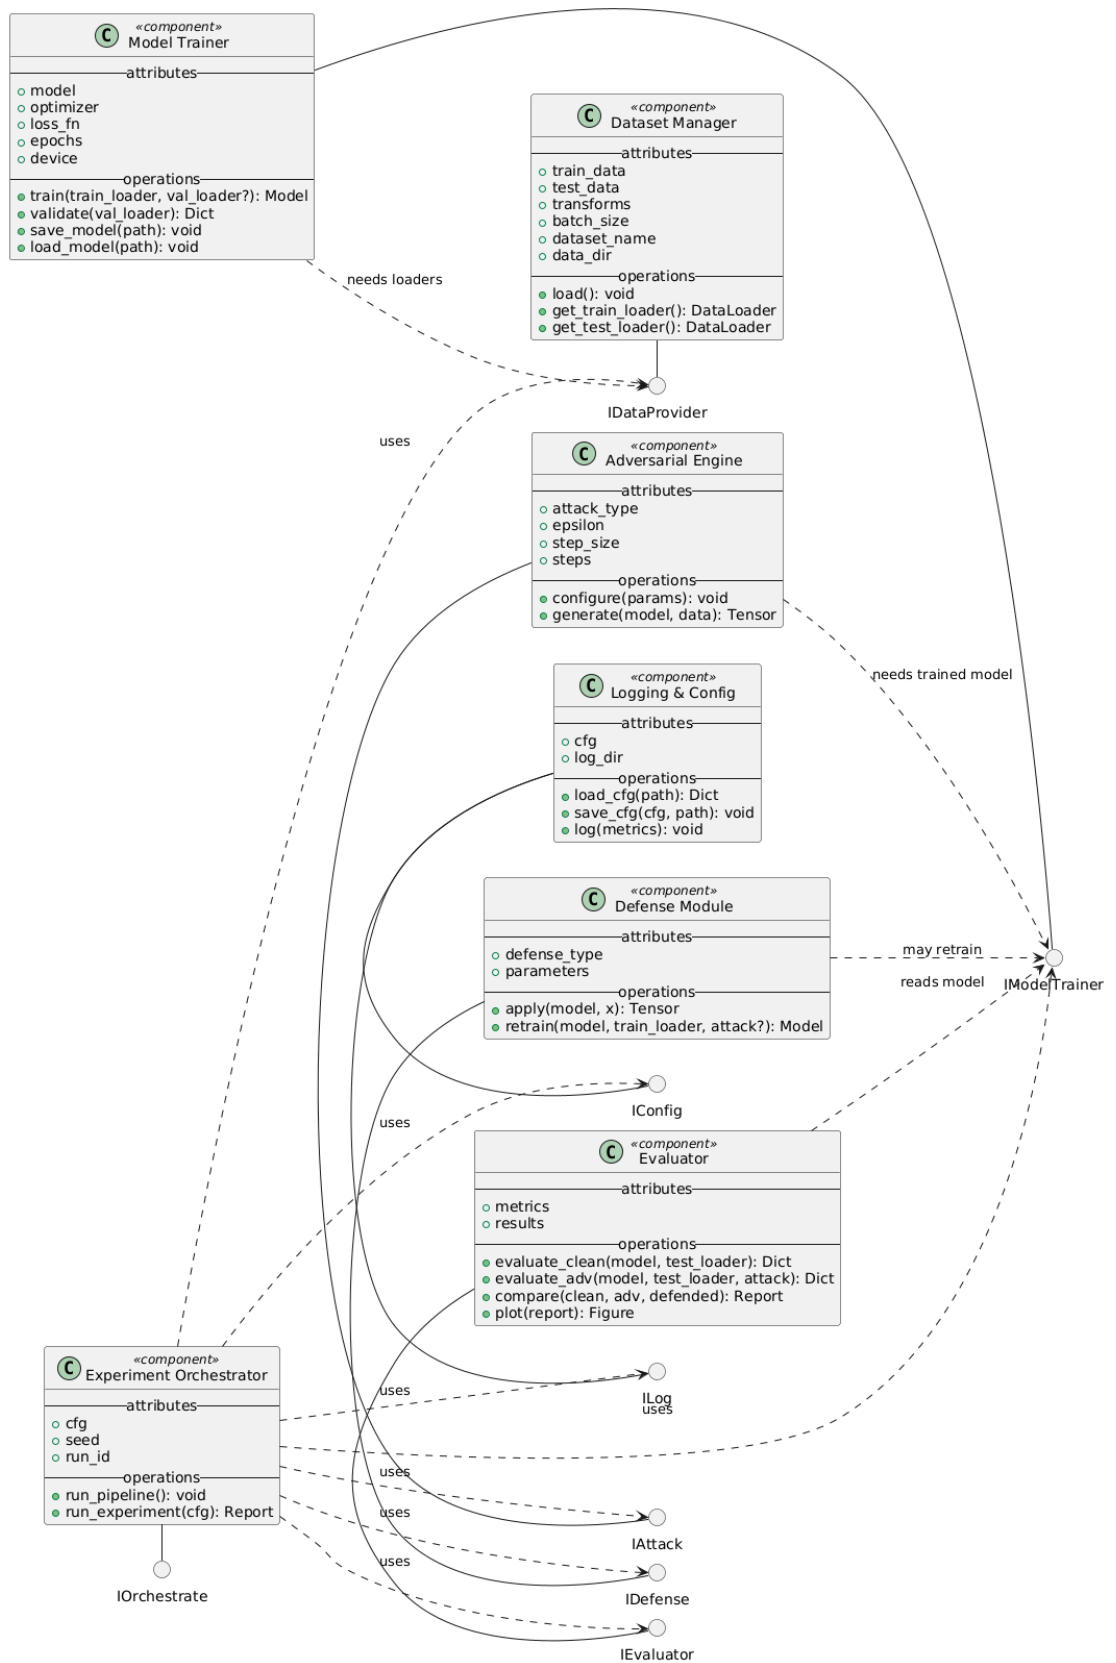 «component»
C Model Trainer
attributes
model
optimizer
loss_fn
epochs
device
operations
train(train_loader, val_loader?): Model
validate(val_loader): Dict
save_model(path): void
load_model(path): void
needs loaders
«component»
C Dataset Manager
attributes
train_data
test_data
transforms
batch_size
dataset_name
data_dir
operations
load(): void
get_train_loader(): DataLoader
get_test_loader(): DataLoader
IDataProvider
uses
«component»
C Adversarial Engine
attributes
attack_type
epsilon
step_size
steps
operations
configure(params): void
generate(model, data): Tensor
needs trained model
«component»
C Logging & Config
attributes
cfg
log_dir
operations
load_cfg(path): Dict
save_cfg(cfg, path): void
log(metrics): void
«component»
C Defense Module
attributes
defense_type
parameters
operations
apply(model, x): Tensor
retrain(model, train_loader, attack?): Model
may retrain
reads model
IModelTrainer
IConfig
uses
«component»
C Evaluator
attributes
metrics
results
operations
evaluate_clean(model, test_loader): Dict
evaluate_adv(model, test_loader, attack): Dict
compare(clean, adv, defended): Report
plot(report): Figure
«component»
C Experiment Orchestrator
attributes
cfg
seed
run_id
operations
run_pipeline(): void
run_experiment(cfg): Report
IOrchestrate
uses
ILog
uses
uses
uses
IAttack
uses
IDefense
IEvaluator